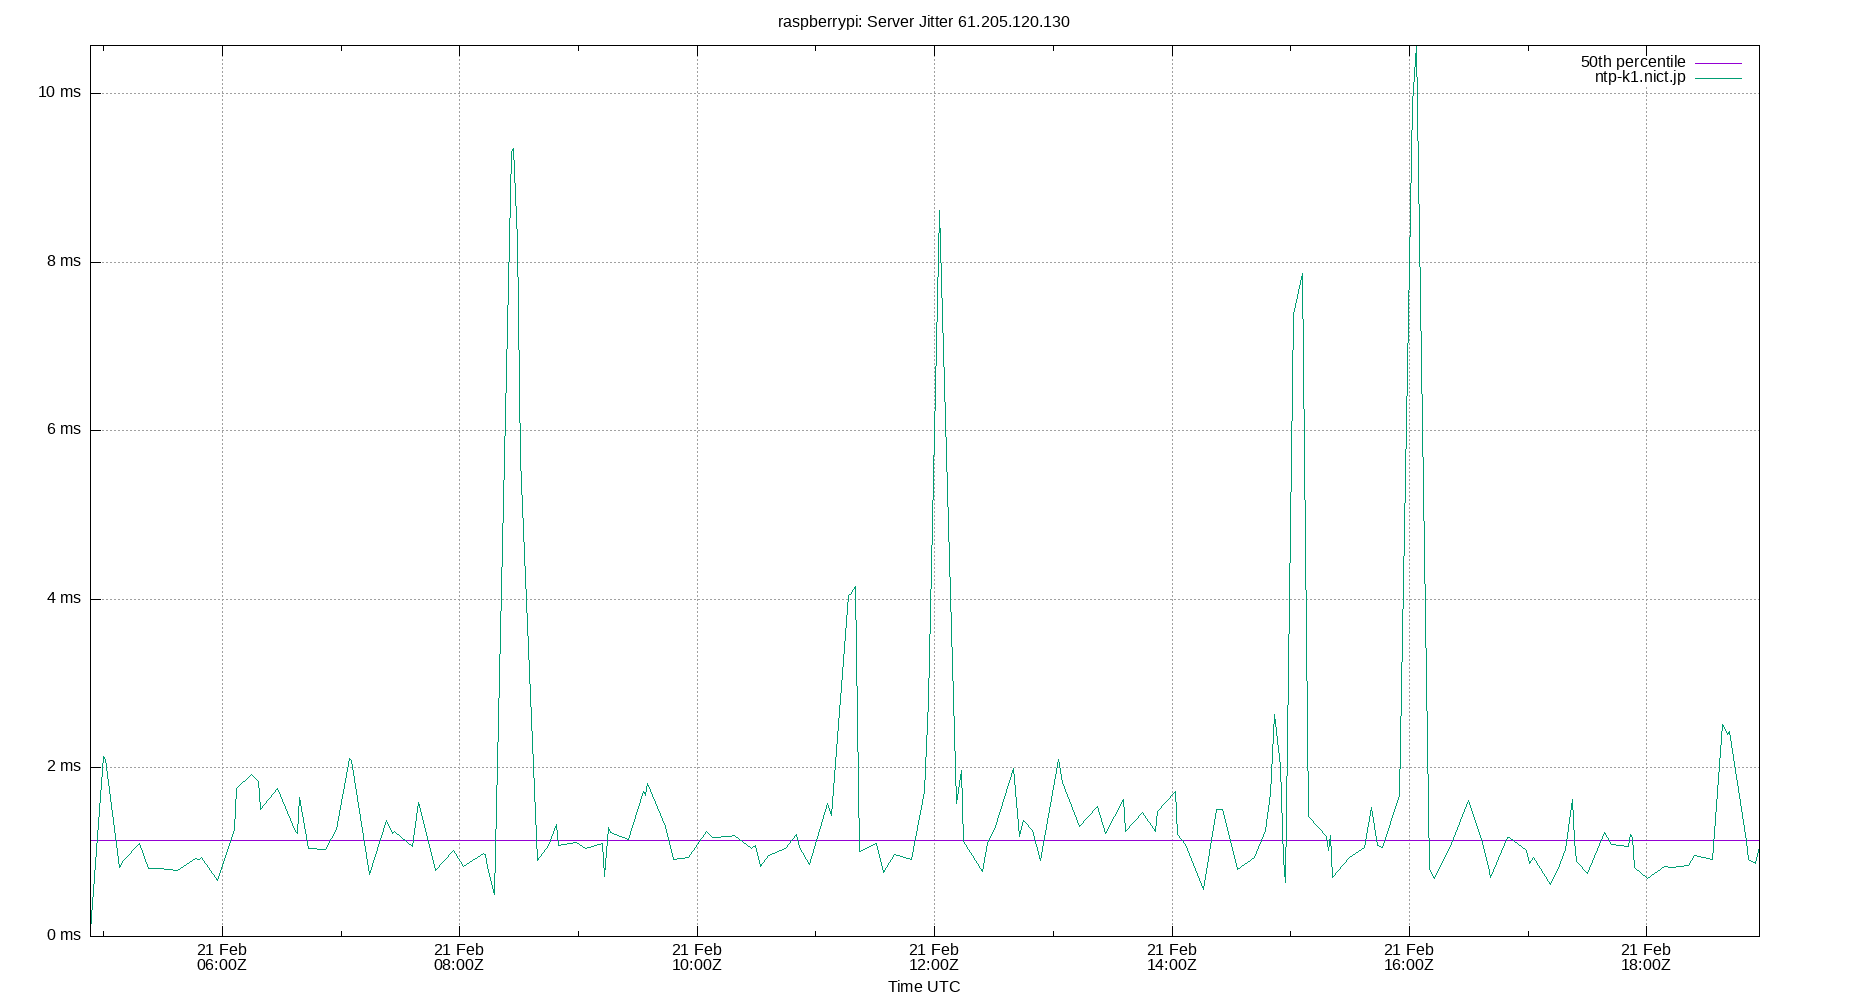 raspberrypi: Server Jitter 61.205.120.130
50th percentile
ntp-k1.nict.jp
10 ms
8 ms
6 ms
4 ms
2 ms
0 ms
21 Feb 21 Feb 21 Feb 21 Feb 21 Feb 21 Feb 21 Feb
06:00Z 08:00Z 10:00Z 12:00Z 14:00Z 16:00Z 18:00Z
Time UTC